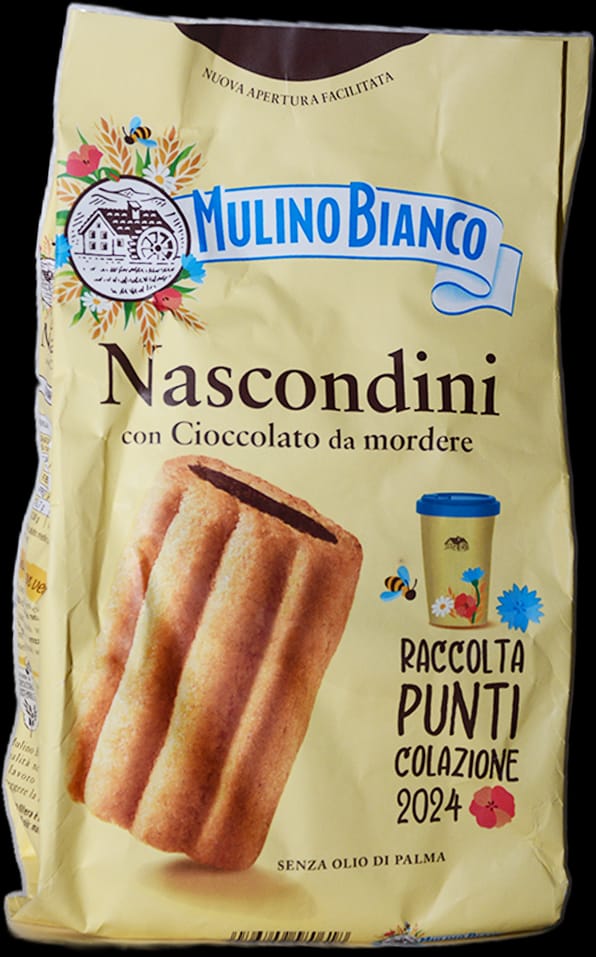 NUOVA APERTURA FACILITATA
MULINO BIANCO
Nascondini
con Cioccolato da mordere
RACCOLTA
PUNTI
COLAZIONE
2024
SENZA OLIO DI PALMA